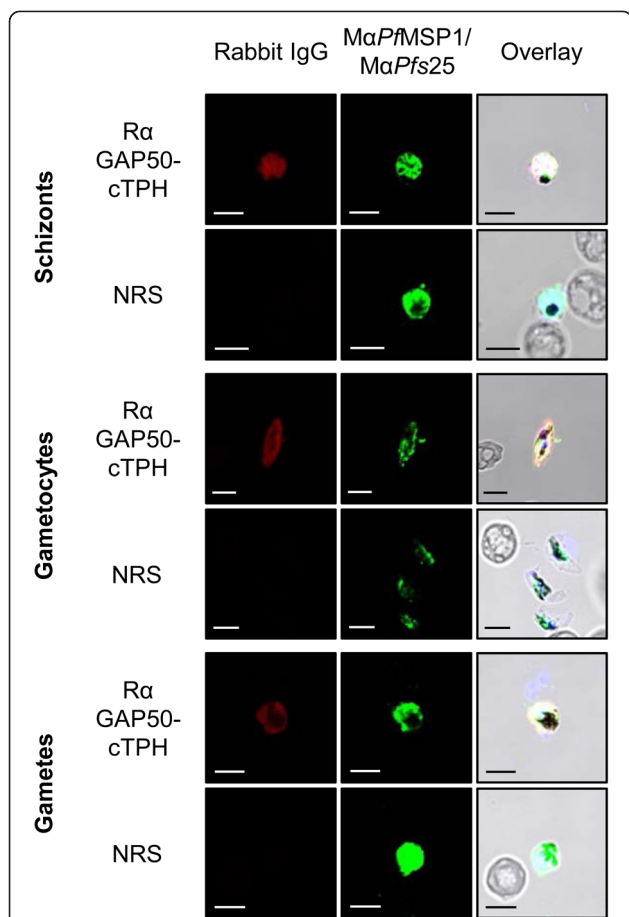 Rabbit IgG
MαPfMSP1/
MαPfs25
Overlay
Schizonts
Rα
GAP50-
cTPH
NRS
Gametocytes
Rα
GAP50-
cTPH
NRS
Gametes
Rα
GAP50-
cTPH
NRS